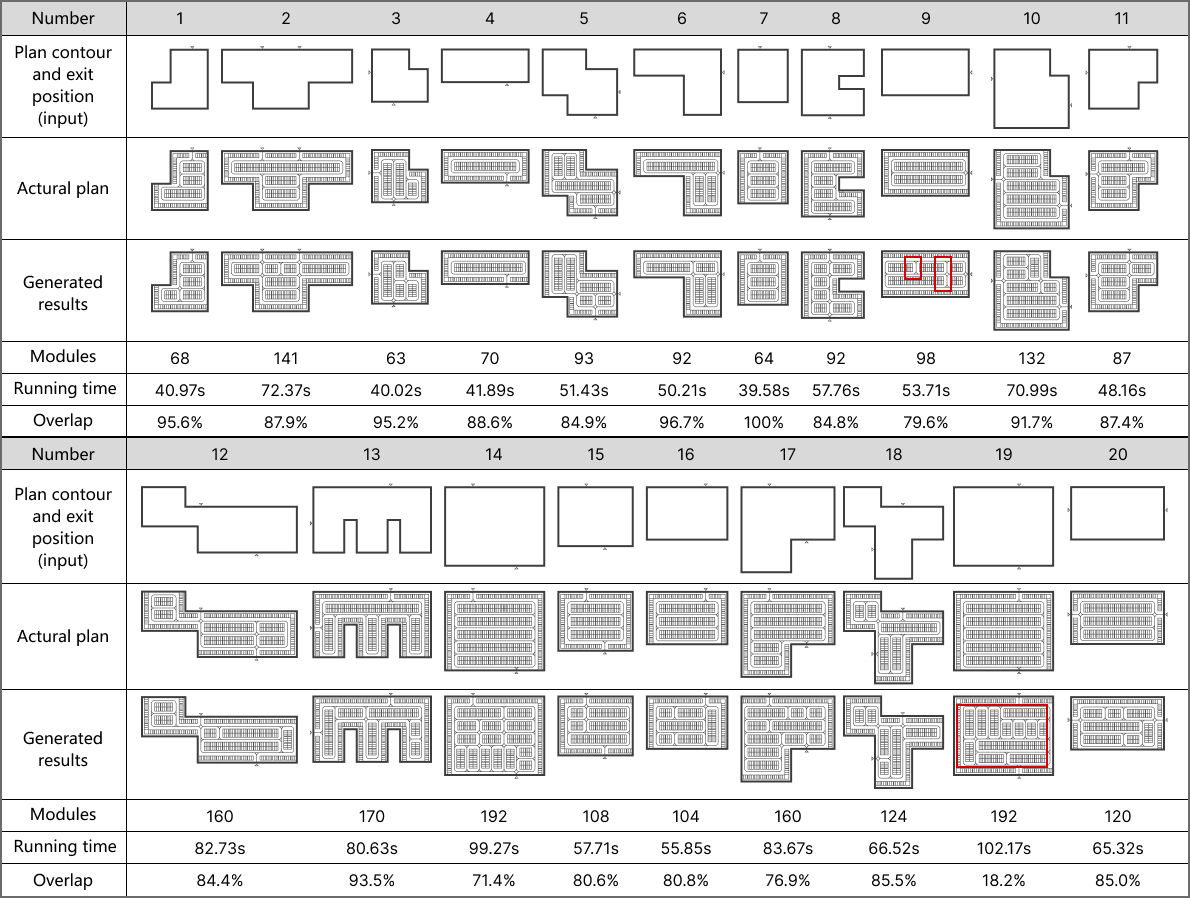 Number 1 2 3 4 5 6 7 8 9 10 11
Plan contour
and exit
position
(input)
Actural plan
Generated
results
Modules 68 141 63 70 93 92 64 92 98 132 87
Running time 40.97s 72.37s 40.02s 41.89s 51.43s 50.21s 39.58s 57.76s 53.71s 70.99s 48.16s
Overlap 95.6% 87.9% 95.2% 88.6% 84.9% 96.7% 100% 84.8% 79.6% 91.7% 87.4%
Number 12 13 14 15 16 17 18 19 20
Plan contour
and exit
position
(input)
Actural plan
Generated
results
Modules 160 170 192 108 104 160 124 192 120
Running time 82.73s 80.63s 99.27s 57.71s 55.85s 83.67s 66.52s 102.17s 65.32s
Overlap 84.4% 93.5% 71.4% 80.6% 80.8% 76.9% 85.5% 18.2% 85.0%